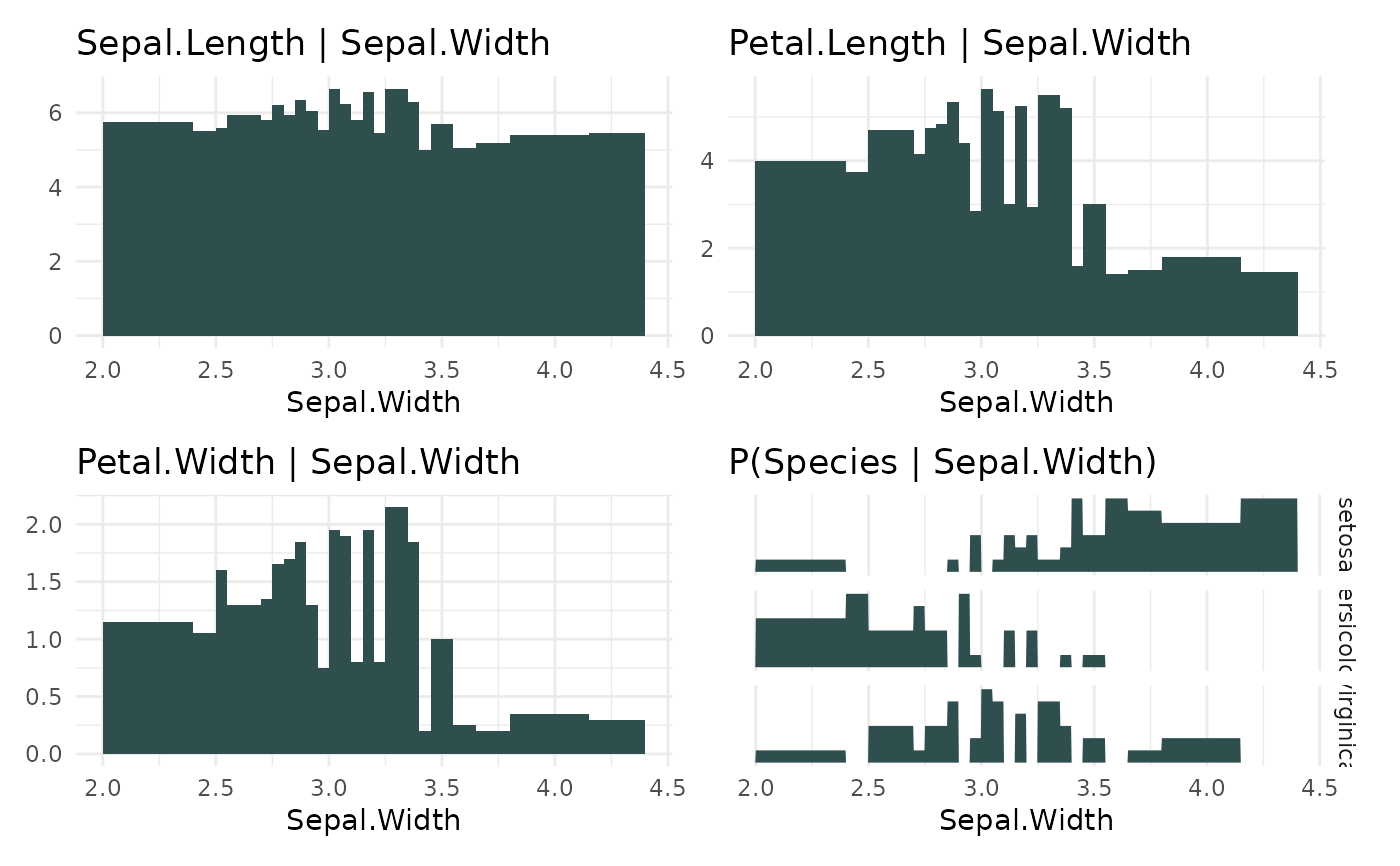 Sepal.Length | Sepal.Width
6
4
2
0
2.0 2.5 3.0 3.5 4.0 4.5
Sepal.Width
Petal.Length | Sepal.Width
4
2
0
2.0 2.5 3.0 3.5 4.0 4.5
Sepal.Width
Petal.Width | Sepal.Width
2.0
1.5
1.0
0.5
0.0
2.0 2.5 3.0 3.5 4.0 4.5
Sepal.Width
P(Species | Sepal.Width)
setosa
2.0 2.5 3.0 3.5 4.0 4.5
Sepal.Width